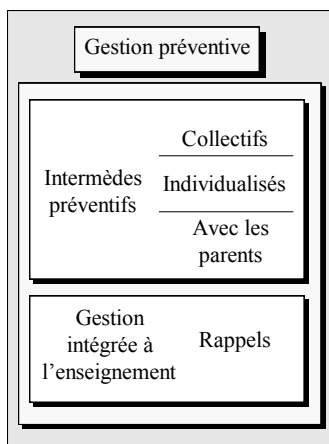 Gestion préventive
Intermèdes
préventifs
Collectifs
Individualisés
Avec les
parents
Gestion
intégrée à
l’enseignement
Rappels